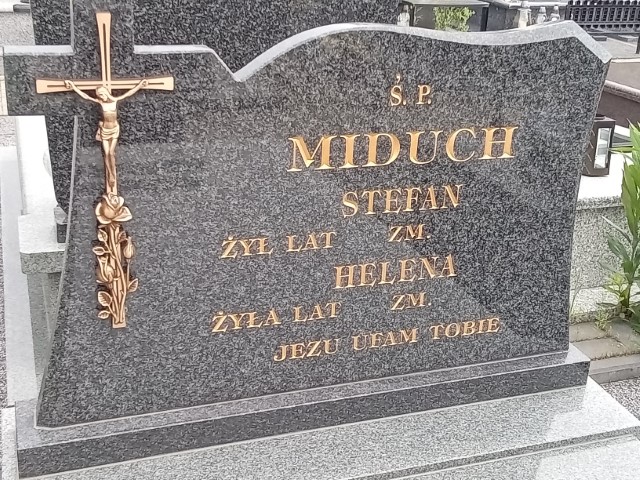 Ś. P.
MIDUCH
STEFAN
ŻYŁ LAT ZM.
HELENA
ŻYŁA LAT ZM.
JEZU UFAM TOBIE